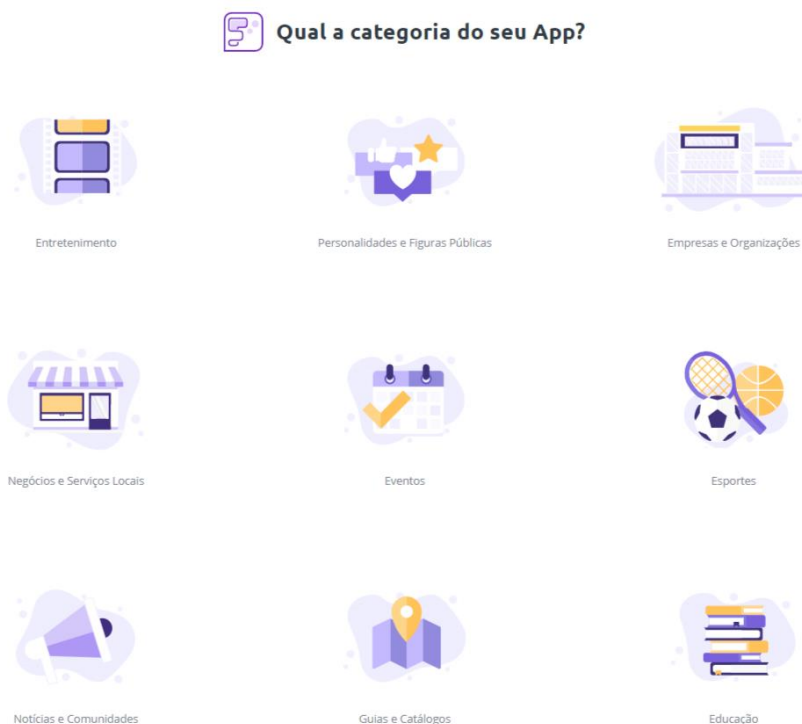 Qual a categoria do seu App?
Entretenimento
Personalidades e Figuras Públicas
Empresas e Organizações
Negócios e Serviços Locais
Eventos
Esportes
Notícias e Comunidades
Guias e Catálogos
Educação